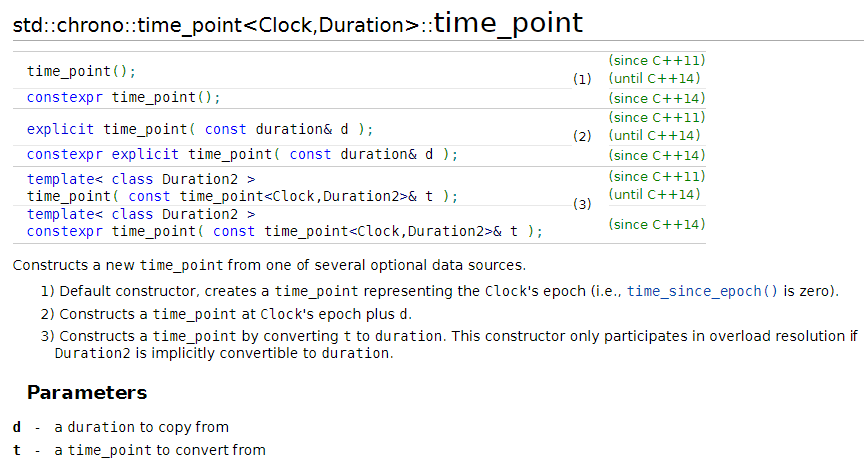 std::chrono::time_point<Clock,Duration>::time_point
time_point();
(1)
(since C++11)
(until C++14)
constexpr time_point();
(since C++14)
explicit time_point( const duration& d );
(2)
(since C++11)
(until C++14)
constexpr explicit time_point( const duration& d );
(since C++14)
template< class Duration2 >
time_point( const time_point<Clock,Duration2>& t );
(3)
(since C++11)
(until C++14)
template< class Duration2 >
constexpr time_point( const time_point<Clock,Duration2>& t );
(since C++14)
Constructs a new time_point from one of several optional data sources.
1) Default constructor, creates a time_point representing the Clock's epoch (i.e., time_since_epoch() is zero).
2) Constructs a time_point at Clock's epoch plus d.
3) Constructs a time_point by converting t to duration. This constructor only participates in overload resolution if
Duration2 is implicitly convertible to duration.
Parameters
d - a duration to copy from
t - a time_point to convert from